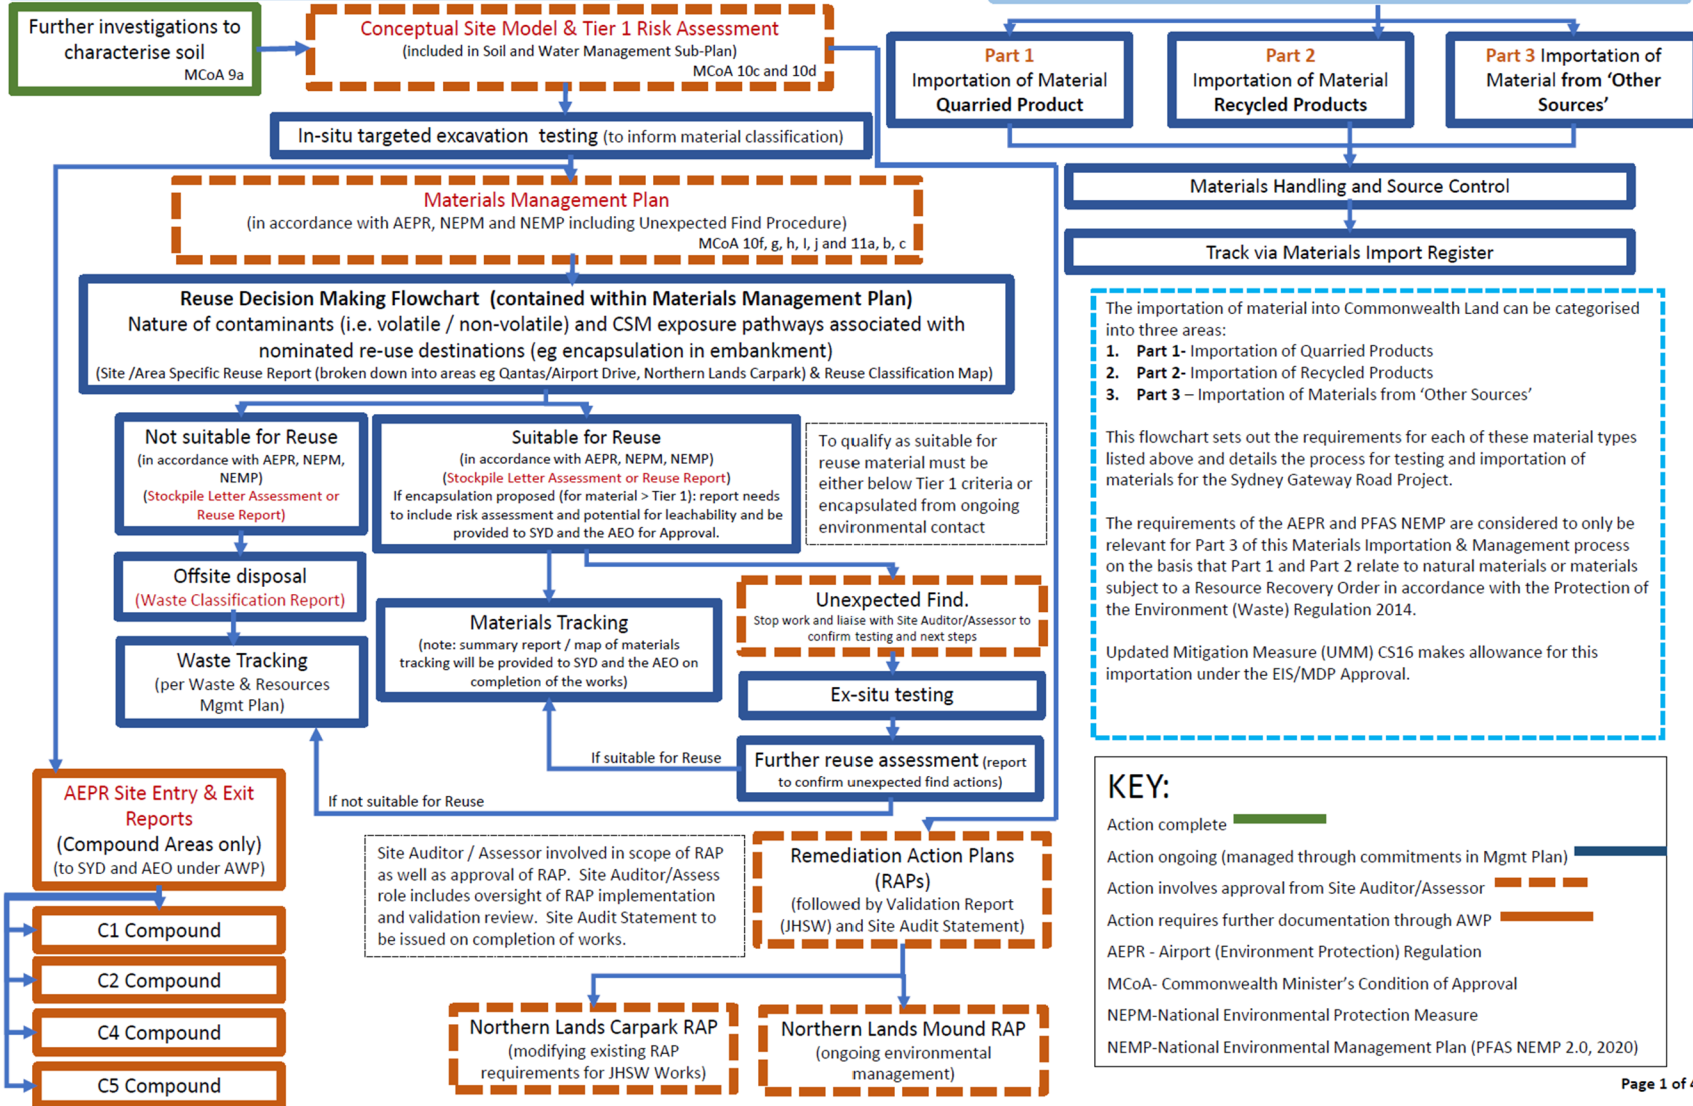 Further investigations to
characterise soil
MCoA 9a
Conceptual Site Model & Tier 1 Risk Assessment
(included in Soil and Water Management Sub-Plan)
MCoA 10c and 10d
Part 1
Importation of Material
Quarried Product
Part 2
Importation of Material
Recycled Products
Part 3 Importation of
Material from ‘Other
Sources’
In-situ targeted excavation testing (to inform material classification)
Materials Handling and Source Control
Track via Materials Import Register
Materials Management Plan
(in accordance with AEPR, NEPM and NEMP including Unexpected Find Procedure)
MCoA 10f, g, h, I, j and 11a, b, c
Reuse Decision Making Flowchart (contained within Materials Management Plan)
Nature of contaminants (i.e. volatile / non-volatile) and CSM exposure pathways associated with
nominated re-use destinations (eg encapsulation in embankment)
(Site /Area Specific Reuse Report (broken down into areas eg Qantas/Airport Drive, Northern Lands Carpark) & Reuse Classification Map)
Not suitable for Reuse
(in accordance with AEPR, NEPM,
NEMP)
(Stockpile Letter Assessment or
Reuse Report)
Suitable for Reuse
(in accordance with AEPR, NEPM, NEMP)
(Stockpile Letter Assessment or Reuse Report)
If encapsulation proposed (for material > Tier 1): report needs
to include risk assessment and potential for leachability and be
provided to SYD and the AEO for Approval.
To qualify as suitable for
reuse material must be
either below Tier 1 criteria or
encapsulated from ongoing
environmental contact
Offsite disposal
(Waste Classification Report)
Waste Tracking
(per Waste & Resources
Mgmt Plan)
Materials Tracking
(note: summary report / map of materials
tracking will be provided to SYD and the AEO on
completion of the works)
Unexpected Find.
Stop work and liaise with Site Auditor/Assessor to
confirm testing and next steps
Ex-situ testing
Further reuse assessment (report
to confirm unexpected find actions)
If suitable for Reuse
If not suitable for Reuse
The importation of material into Commonwealth Land can be categorised
into three areas:
1. Part 1- Importation of Quarried Products
2. Part 2- Importation of Recycled Products
3. Part 3 – Importation of Materials from ‘Other Sources’
This flowchart sets out the requirements for each of these material types
listed above and details the process for testing and importation of
materials for the Sydney Gateway Road Project.
The requirements of the AEPR and PFAS NEMP are considered to only be
relevant for Part 3 of this Materials Importation & Management process
on the basis that Part 1 and Part 2 relate to natural materials or materials
subject to a Resource Recovery Order in accordance with the Protection of
the Environment (Waste) Regulation 2014.
Updated Mitigation Measure (UMM) CS16 makes allowance for this
importation under the EIS/MDP Approval.
AEPR Site Entry & Exit
Reports
(Compound Areas only)
(to SYD and AEO under AWP)
C1 Compound
C2 Compound
C4 Compound
C5 Compound
Site Auditor / Assessor involved in scope of RAP
as well as approval of RAP. Site Auditor/Assess
role includes oversight of RAP implementation
and validation review. Site Audit Statement to
be issued on completion of works.
Remediation Action Plans
(RAPs)
(followed by Validation Report
(JHSW) and Site Audit Statement)
Northern Lands Carpark RAP
(modifying existing RAP
requirements for JHSW Works)
Northern Lands Mound RAP
(ongoing environmental
management)
KEY:
Action complete
Action ongoing (managed through commitments in Mgmt Plan)
Action involves approval from Site Auditor/Assessor
Action requires further documentation through AWP
AEPR - Airport (Environment Protection) Regulation
MCoA- Commonwealth Minister’s Condition of Approval
NEPM-National Environmental Protection Measure
NEMP-National Environmental Management Plan (PFAS NEMP 2.0, 2020)
Page 1 of 4